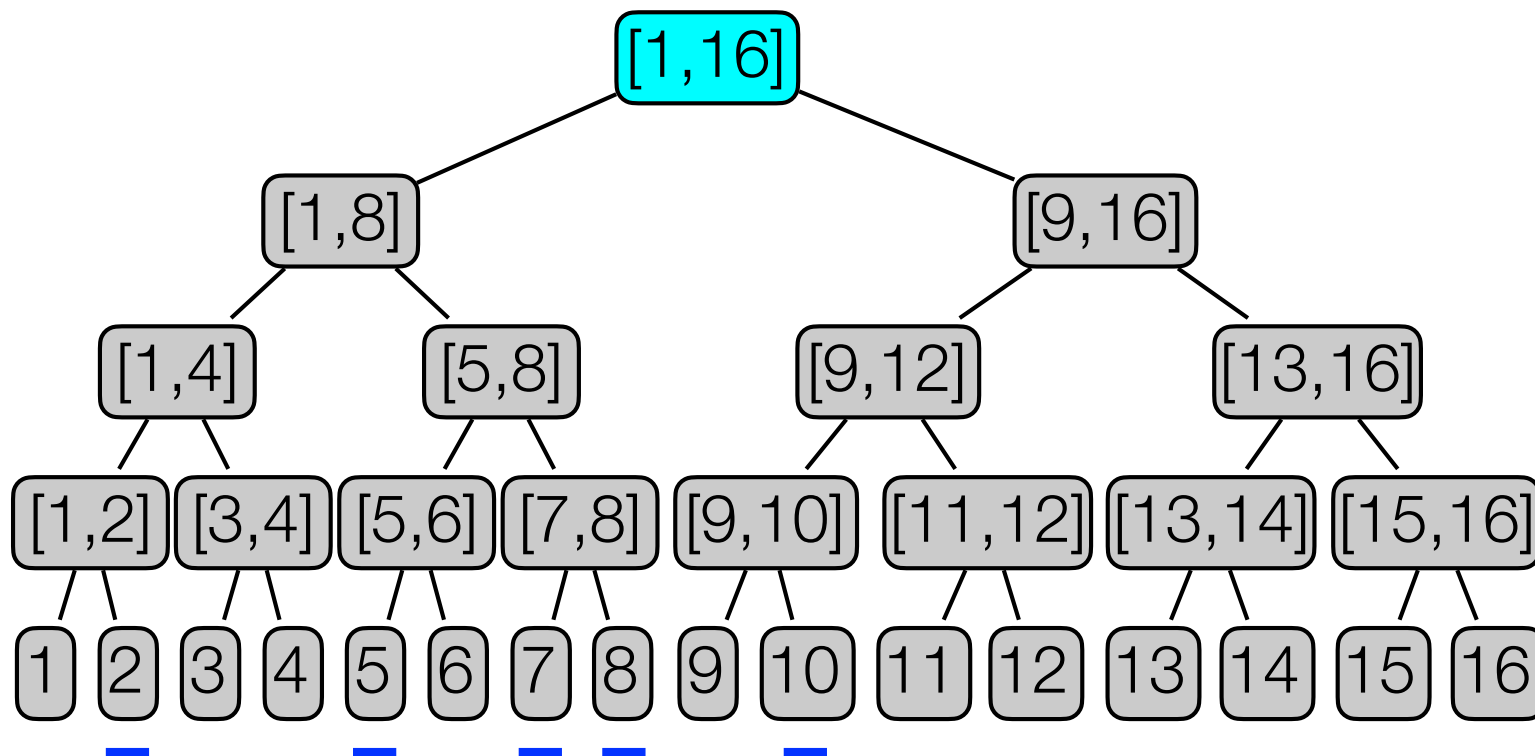 [1,16]
[1,8] [9,16]
[1,4] [5,8] [9,12] [13,16]
[1,2] [3,4] [5,6] [7,8] [9,10] [11,12] [13,14] [15,16]
1 2 3 4 5 6 7 8 9 10 11 12 13 14 15 16